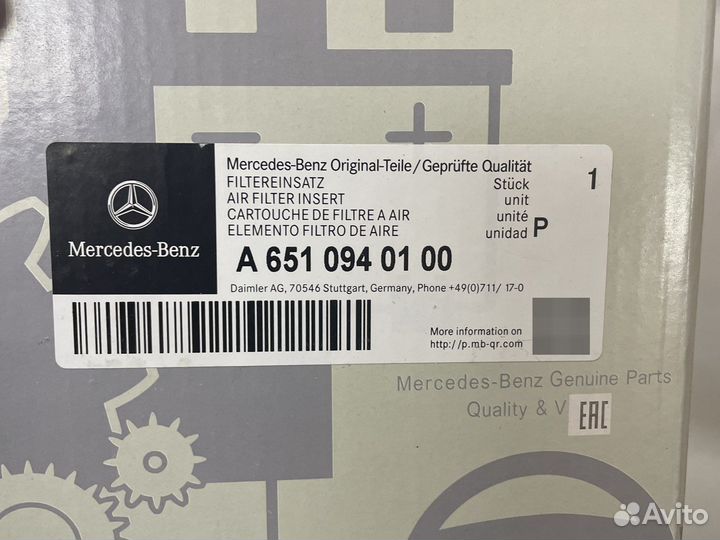 Mercedes-Benz Original-Teile/Geprüfte Qualität
FILTEREINSATZ Stück 1
AIR FILTER INSERT unit
CARTOUCHE DE FILTRE A AIR unité
ELEMENTO FILTRO DE AIRE unidad P
Mercedes-Benz
A 651 094 01 00
Daimler AG, 70546 Stuttgart, Germany, Phone +49(0)711/ 17-0
More information on
http://p.mb-qr.com
Mercedes-Benz Genuine Parts
Quality & V
EAC
Avito